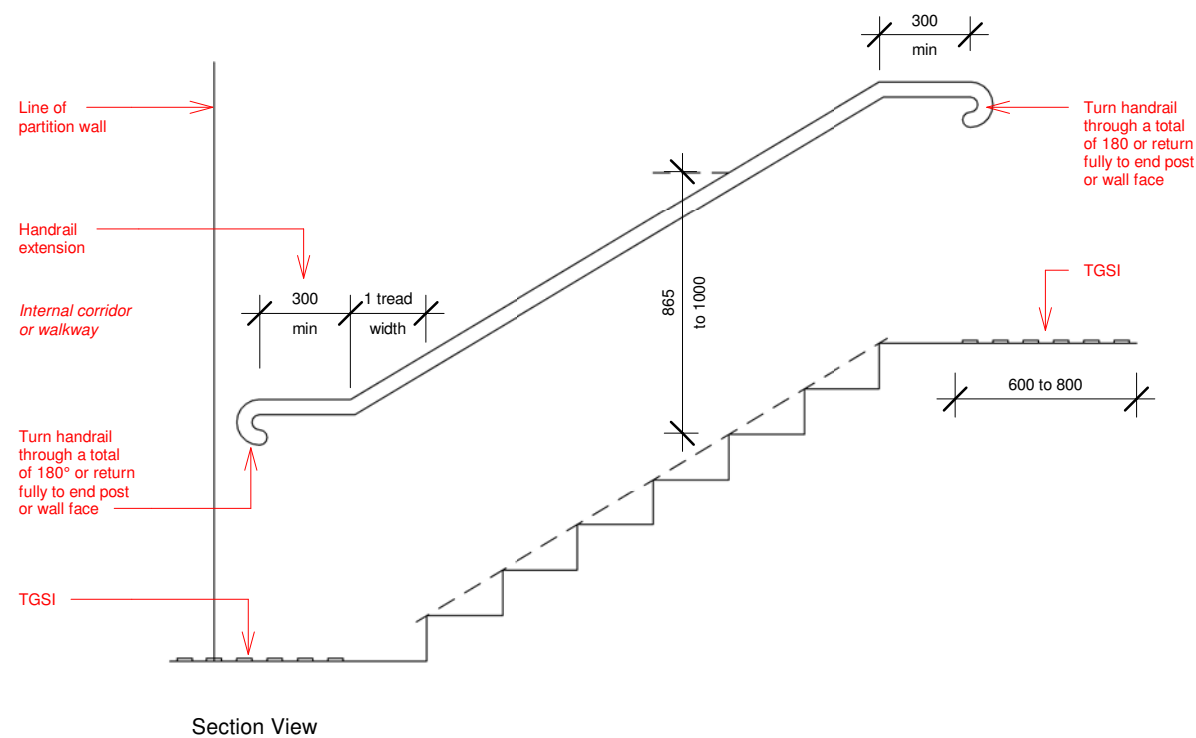 300
min
Line of
partition wall
Turn handrail
through a total
of 180 or return
fully to end post
or wall face
Handrail
extension
TGSI
300
min
1 tread
width
865
to 1000
Internal corridor
or walkway
600 to 800
Turn handrail
through a total
of 180° or return
fully to end post
or wall face
TGSI
Section View